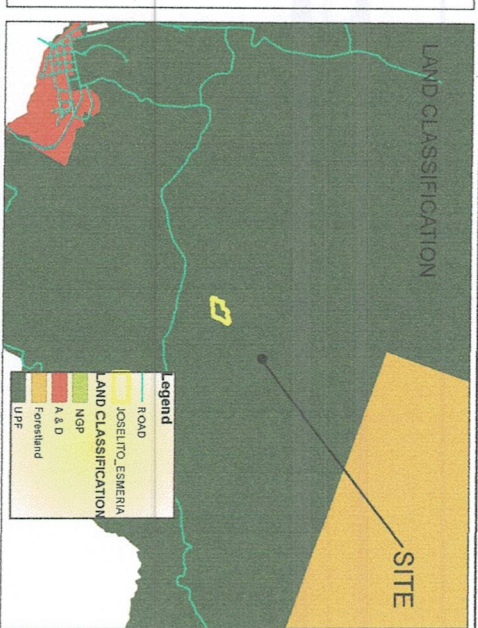 LAND CLASSIFICATION
SITE
Legend
ROAD
JOSELITO_ESMERIA
LAND CLASSIFICATION
NGP
A & D
Forestland
UPF